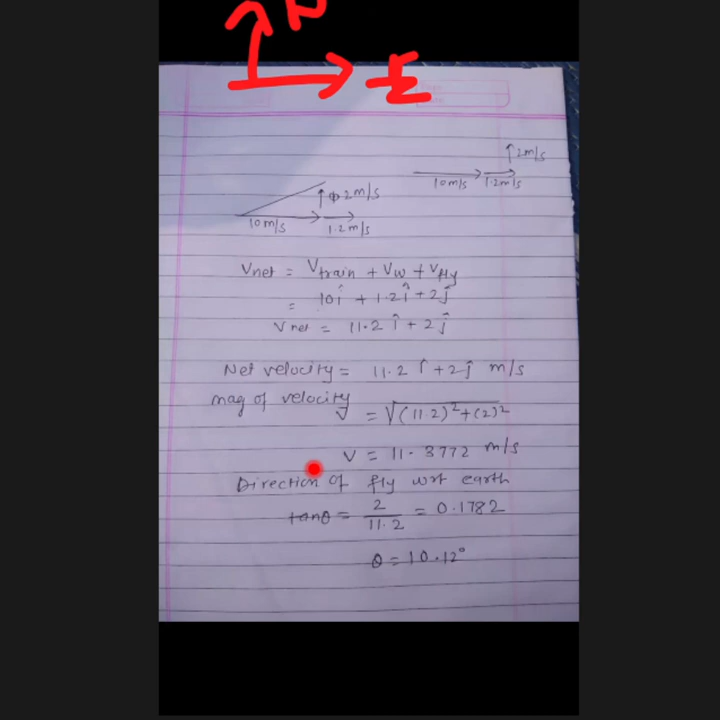 N
E
↑2m/s
10m/s 1.2m/s
↑2m/s
10m/s
1.2m/s
Vnet = Vtrain + Vw + Vfly
= 10î + 1.2î + 2ĵ
Vnet = 11.2 î + 2ĵ
Net velocity = 11.2 î + 2ĵ m/s
mag of velocity
V = √(11.2)²+(2)²
V = 11.3772 m/s
Direction of fly wrt earth
tanθ = 2/11.2 = 0.1782
θ = 10.12°